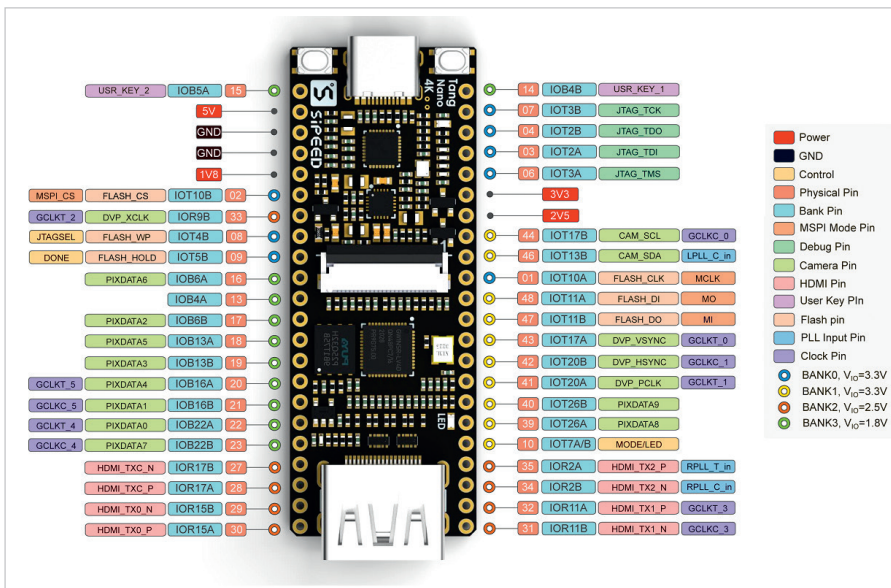 USR_KEY_2 IOB5A 15
5V
GND
GND
1V8
MSPI_CS FLASH_CS IOT10B 02
GCLKT_2 DVP_XCLK IOR9B 33
JTAGSEL FLASH_WP IOT4B 08
DONE FLASH_HOLD IOT5B 09
PIXDATA6 IOB6A 16
IOB4A 13
PIXDATA2 IOB6B 17
PIXDATA5 IOB13A 18
PIXDATA3 IOB13B 19
GCLKT_5 PIXDATA4 IOB16A 20
GCLKC_5 PIXDATA1 IOB16B 21
GCLKT_4 PIXDATA0 IOB22A 22
GCLKC_4 PIXDATA7 IOB22B 23
HDMI_TXC_N IOR17B 27
HDMI_TXC_P IOR17A 28
HDMI_TX0_N IOR15B 29
HDMI_TX0_P IOR15A 30
SiPEED
Tang
Nano
4K
LED
14 IOB4B USR_KEY_1
07 IOT3B JTAG_TCK
04 IOT2B JTAG_TDO
03 IOT2A JTAG_TDI
06 IOT3A JTAG_TMS
3V3
2V5
44 IOT17B CAM_SCL GCLKC_0
46 IOT13B CAM_SDA LPLL_C_in
01 IOT10A FLASH_CLK MCLK
48 IOT11A FLASH_DI MO
47 IOT11B FLASH_DO MI
43 IOT17A DVP_VSYNC GCLKT_0
42 IOT20B DVP_HSYNC GCLKC_1
41 IOT20A DVP_PCLK GCLKT_1
40 IOT26B PIXDATA9
39 IOT26A PIXDATA8
10 IOT7A/B MODE/LED
35 IOR2A HDMI_TX2_P RPLL_T_in
34 IOR2B HDMI_TX2_N RPLL_C_in
32 IOR11A HDMI_TX1_P GCLKT_3
31 IOR11B HDMI_TX1_N GCLKC_3
Power
GND
Control
Physical Pin
Bank Pin
MSPI Mode Pin
Debug Pin
Camera Pin
HDMI Pin
User Key PIn
Flash pin
PLL Input Pin
Clock Pin
BANK0, VIO=3.3V
BANK1, VIO=3.3V
BANK2, VIO=2.5V
BANK3, VIO=1.8V